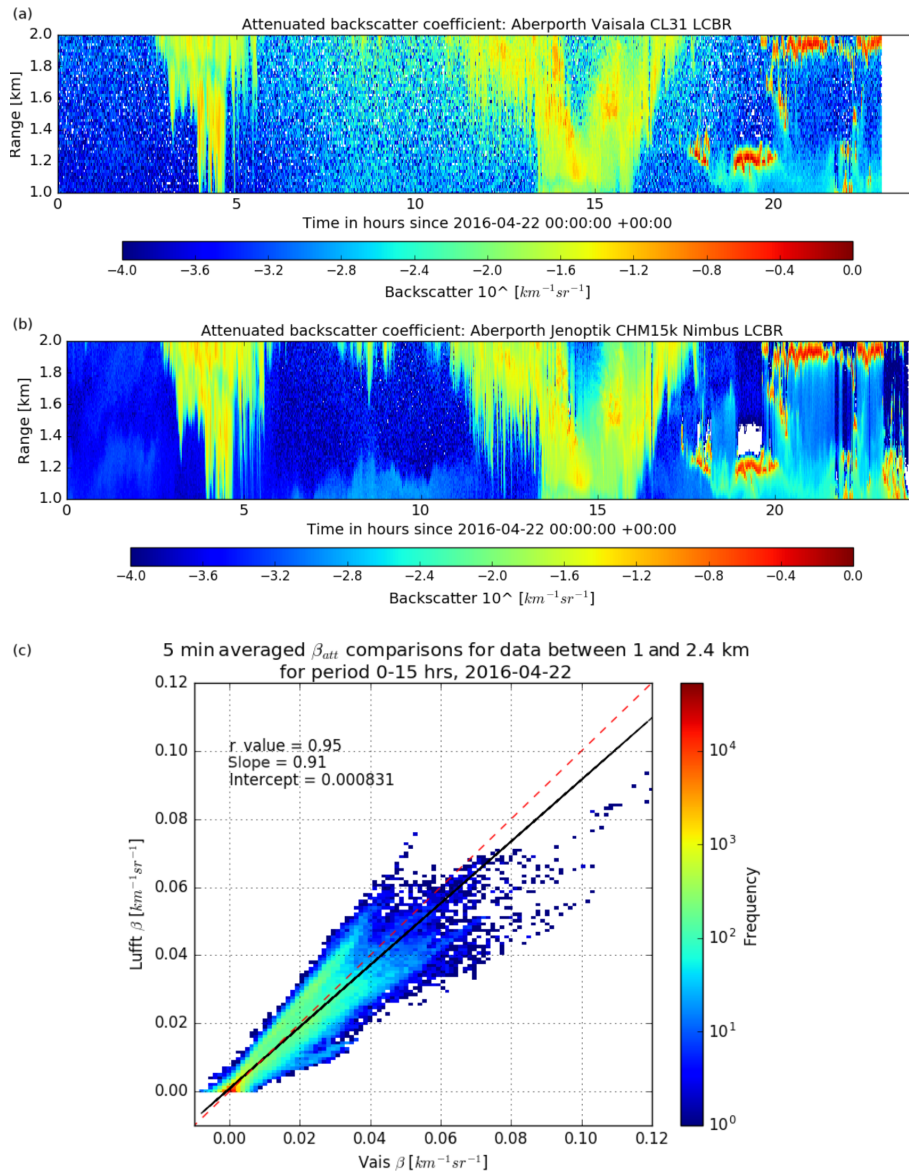 (a)
Attenuated backscatter coefficient: Aberporth Vaisala CL31 LCBR
2.0
1.8
1.6
1.4
1.2
1.0
Range [km]
0 5 10 15 20
Time in hours since 2016-04-22 00:00:00 +00:00
−4.0 −3.6 −3.2 −2.8 −2.4 −2.0 −1.6 −1.2 −0.8 −0.4 0.0
Backscatter 10^ [km⁻¹sr⁻¹]
(b)
Attenuated backscatter coefficient: Aberporth Jenoptik CHM15k Nimbus LCBR
2.0
1.8
1.6
1.4
1.2
1.0
Range [km]
0 5 10 15 20
Time in hours since 2016-04-22 00:00:00 +00:00
−4.0 −3.6 −3.2 −2.8 −2.4 −2.0 −1.6 −1.2 −0.8 −0.4 0.0
Backscatter 10^ [km⁻¹sr⁻¹]
(c)
5 min averaged βatt comparisons for data between 1 and 2.4 km
for period 0-15 hrs, 2016-04-22
0.12
0.10
0.08
0.06
0.04
0.02
0.00
Lufft β [km⁻¹sr⁻¹]
r value = 0.95
Slope = 0.91
Intercept = 0.000831
0.00 0.02 0.04 0.06 0.08 0.10 0.12
Vais β [km⁻¹sr⁻¹]
10⁴
10³
10²
10¹
10⁰
Frequency